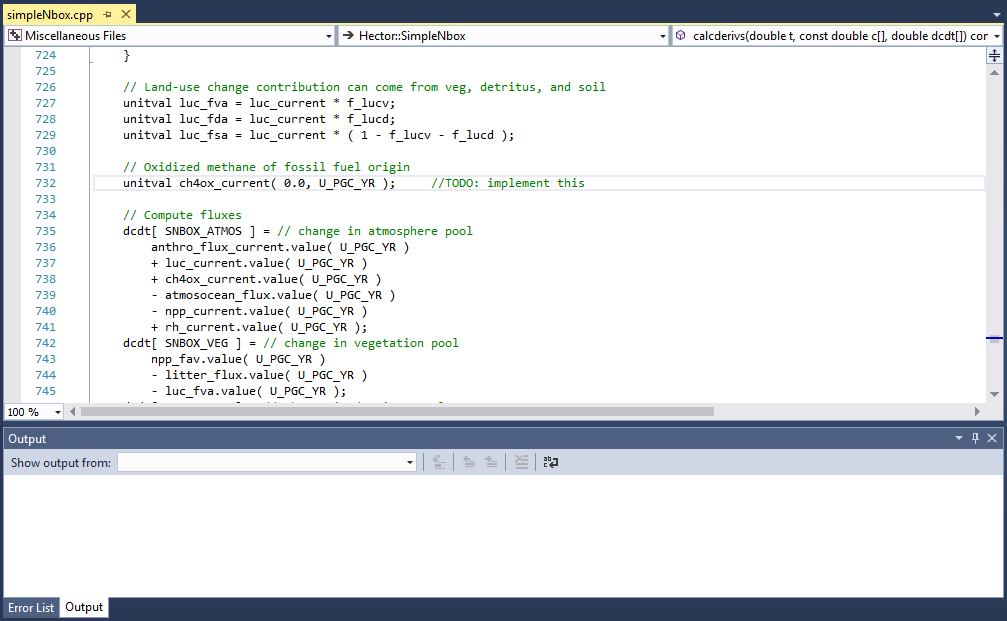 simpleNbox.cpp
Miscellaneous Files Hector::SimpleNbox calcderivs(double t, const double c[], double dcdt[]) cor
724 }
725
726 // Land-use change contribution can come from veg, detritus, and soil
727 unitval luc_fva = luc_current * f_lucv;
728 unitval luc_fda = luc_current * f_lucd;
729 unitval luc_fsa = luc_current * ( 1 - f_lucv - f_lucd );
730
731 // Oxidized methane of fossil fuel origin
732 unitval ch4ox_current( 0.0, U_PGC_YR ); //TODO: implement this
733
734 // Compute fluxes
735 dcdt[ SNBOX_ATMOS ] = // change in atmosphere pool
736 anthro_flux_current.value( U_PGC_YR )
737 + luc_current.value( U_PGC_YR )
738 + ch4ox_current.value( U_PGC_YR )
739 - atmosocean_flux.value( U_PGC_YR )
740 - npp_current.value( U_PGC_YR )
741 + rh_current.value( U_PGC_YR );
742 dcdt[ SNBOX_VEG ] = // change in vegetation pool
743 npp_fav.value( U_PGC_YR )
744 - litter_flux.value( U_PGC_YR )
745 - luc_fva.value( U_PGC_YR );
100 %
Output
Show output from:
Error List Output